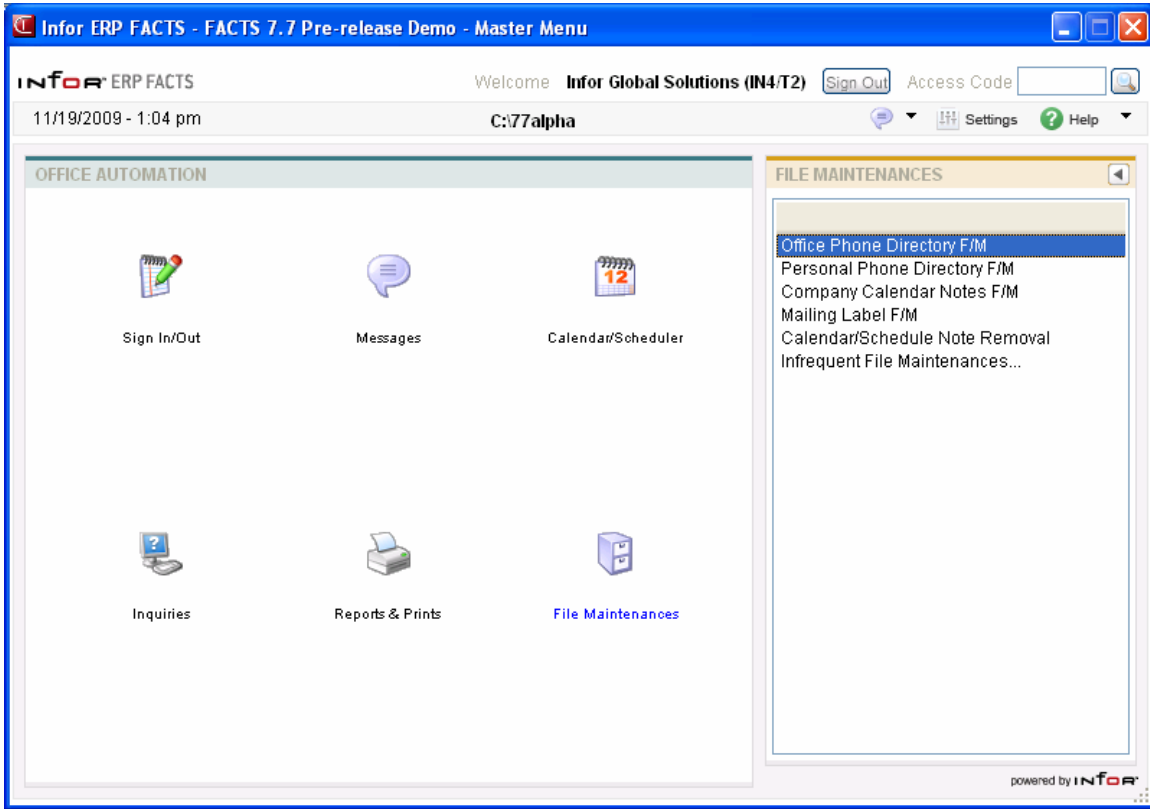 Infor ERP FACTS - FACTS 7.7 Pre-release Demo - Master Menu
INFOR ERP FACTS Welcome Infor Global Solutions (IN4/T2) Sign Out Access Code
11/19/2009 - 1:04 pm C:\77alpha Settings Help
OFFICE AUTOMATION
12
Sign In/Out Messages Calendar/Scheduler
Inquiries Reports & Prints File Maintenances
FILE MAINTENANCES
Office Phone Directory F/M
Personal Phone Directory F/M
Company Calendar Notes F/M
Mailing Label F/M
Calendar/Schedule Note Removal
Infrequent File Maintenances...
powered by INFOR